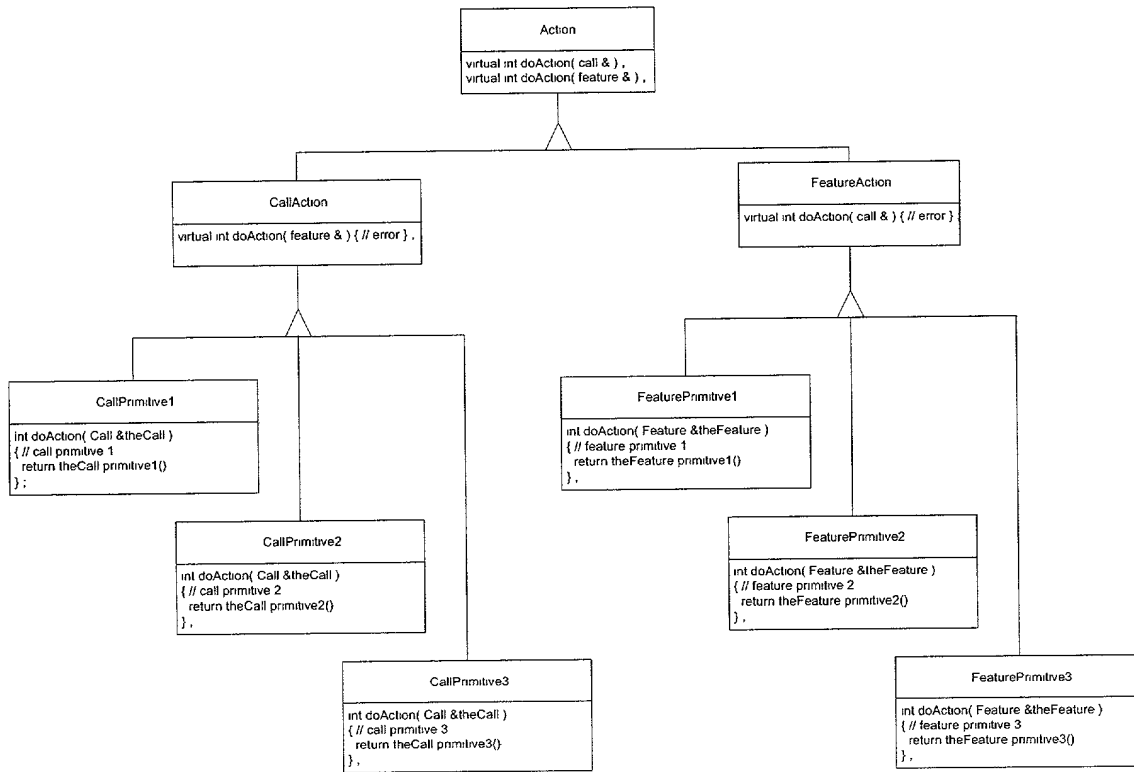 Action
virtual int doAction( call & ) ,
virtual int doAction( feature & ) ,
CallAction
virtual int doAction( feature & ) { // error } ,
FeatureAction
virtual int doAction( call & ) { // error }
CallPrimitive1
int doAction( Call &theCall )
{ // call primitive 1
return theCall primitive1()
} ;
FeaturePrimitive1
int doAction( Feature &theFeature )
{ // feature primitive 1
return theFeature primitive1()
} ,
CallPrimitive2
int doAction( Call &theCall )
{ // call primitive 2
return theCall primitive2()
} ,
FeaturePrimitive2
int doAction( Feature &theFeature )
{ // feature primitive 2
return theFeature primitive2()
} ,
CallPrimitive3
int doAction( Call &theCall )
{ // call primitive 3
return theCall primitive3()
} ,
FeaturePrimitive3
int doAction( Feature &theFeature )
{ // feature primitive 3
return theFeature primitive3()
} ,